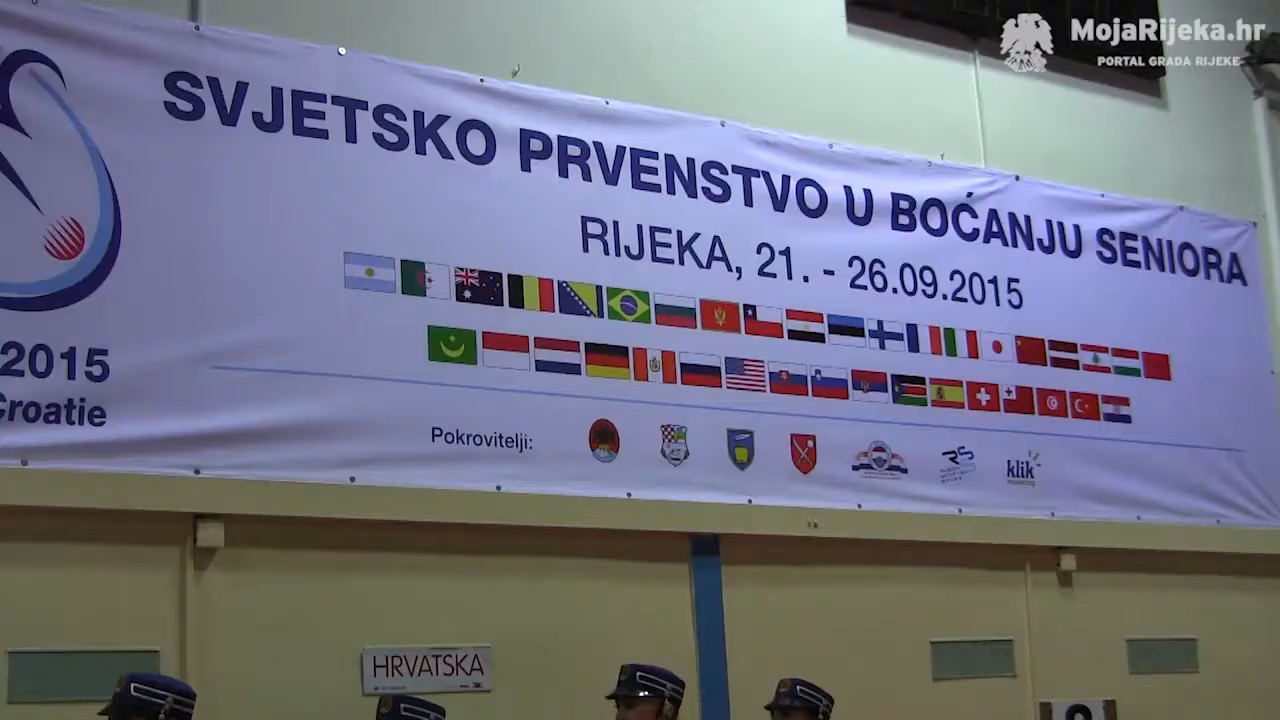 MojaRijeka.hr
PORTAL GRADA RIJEKE
SVJETSKO PRVENSTVO U BOĆANJU SENIORA
RIJEKA, 21. - 26.09.2015
2015
Croatie
Pokrovitelji:
RS
klik
HRVATSKA